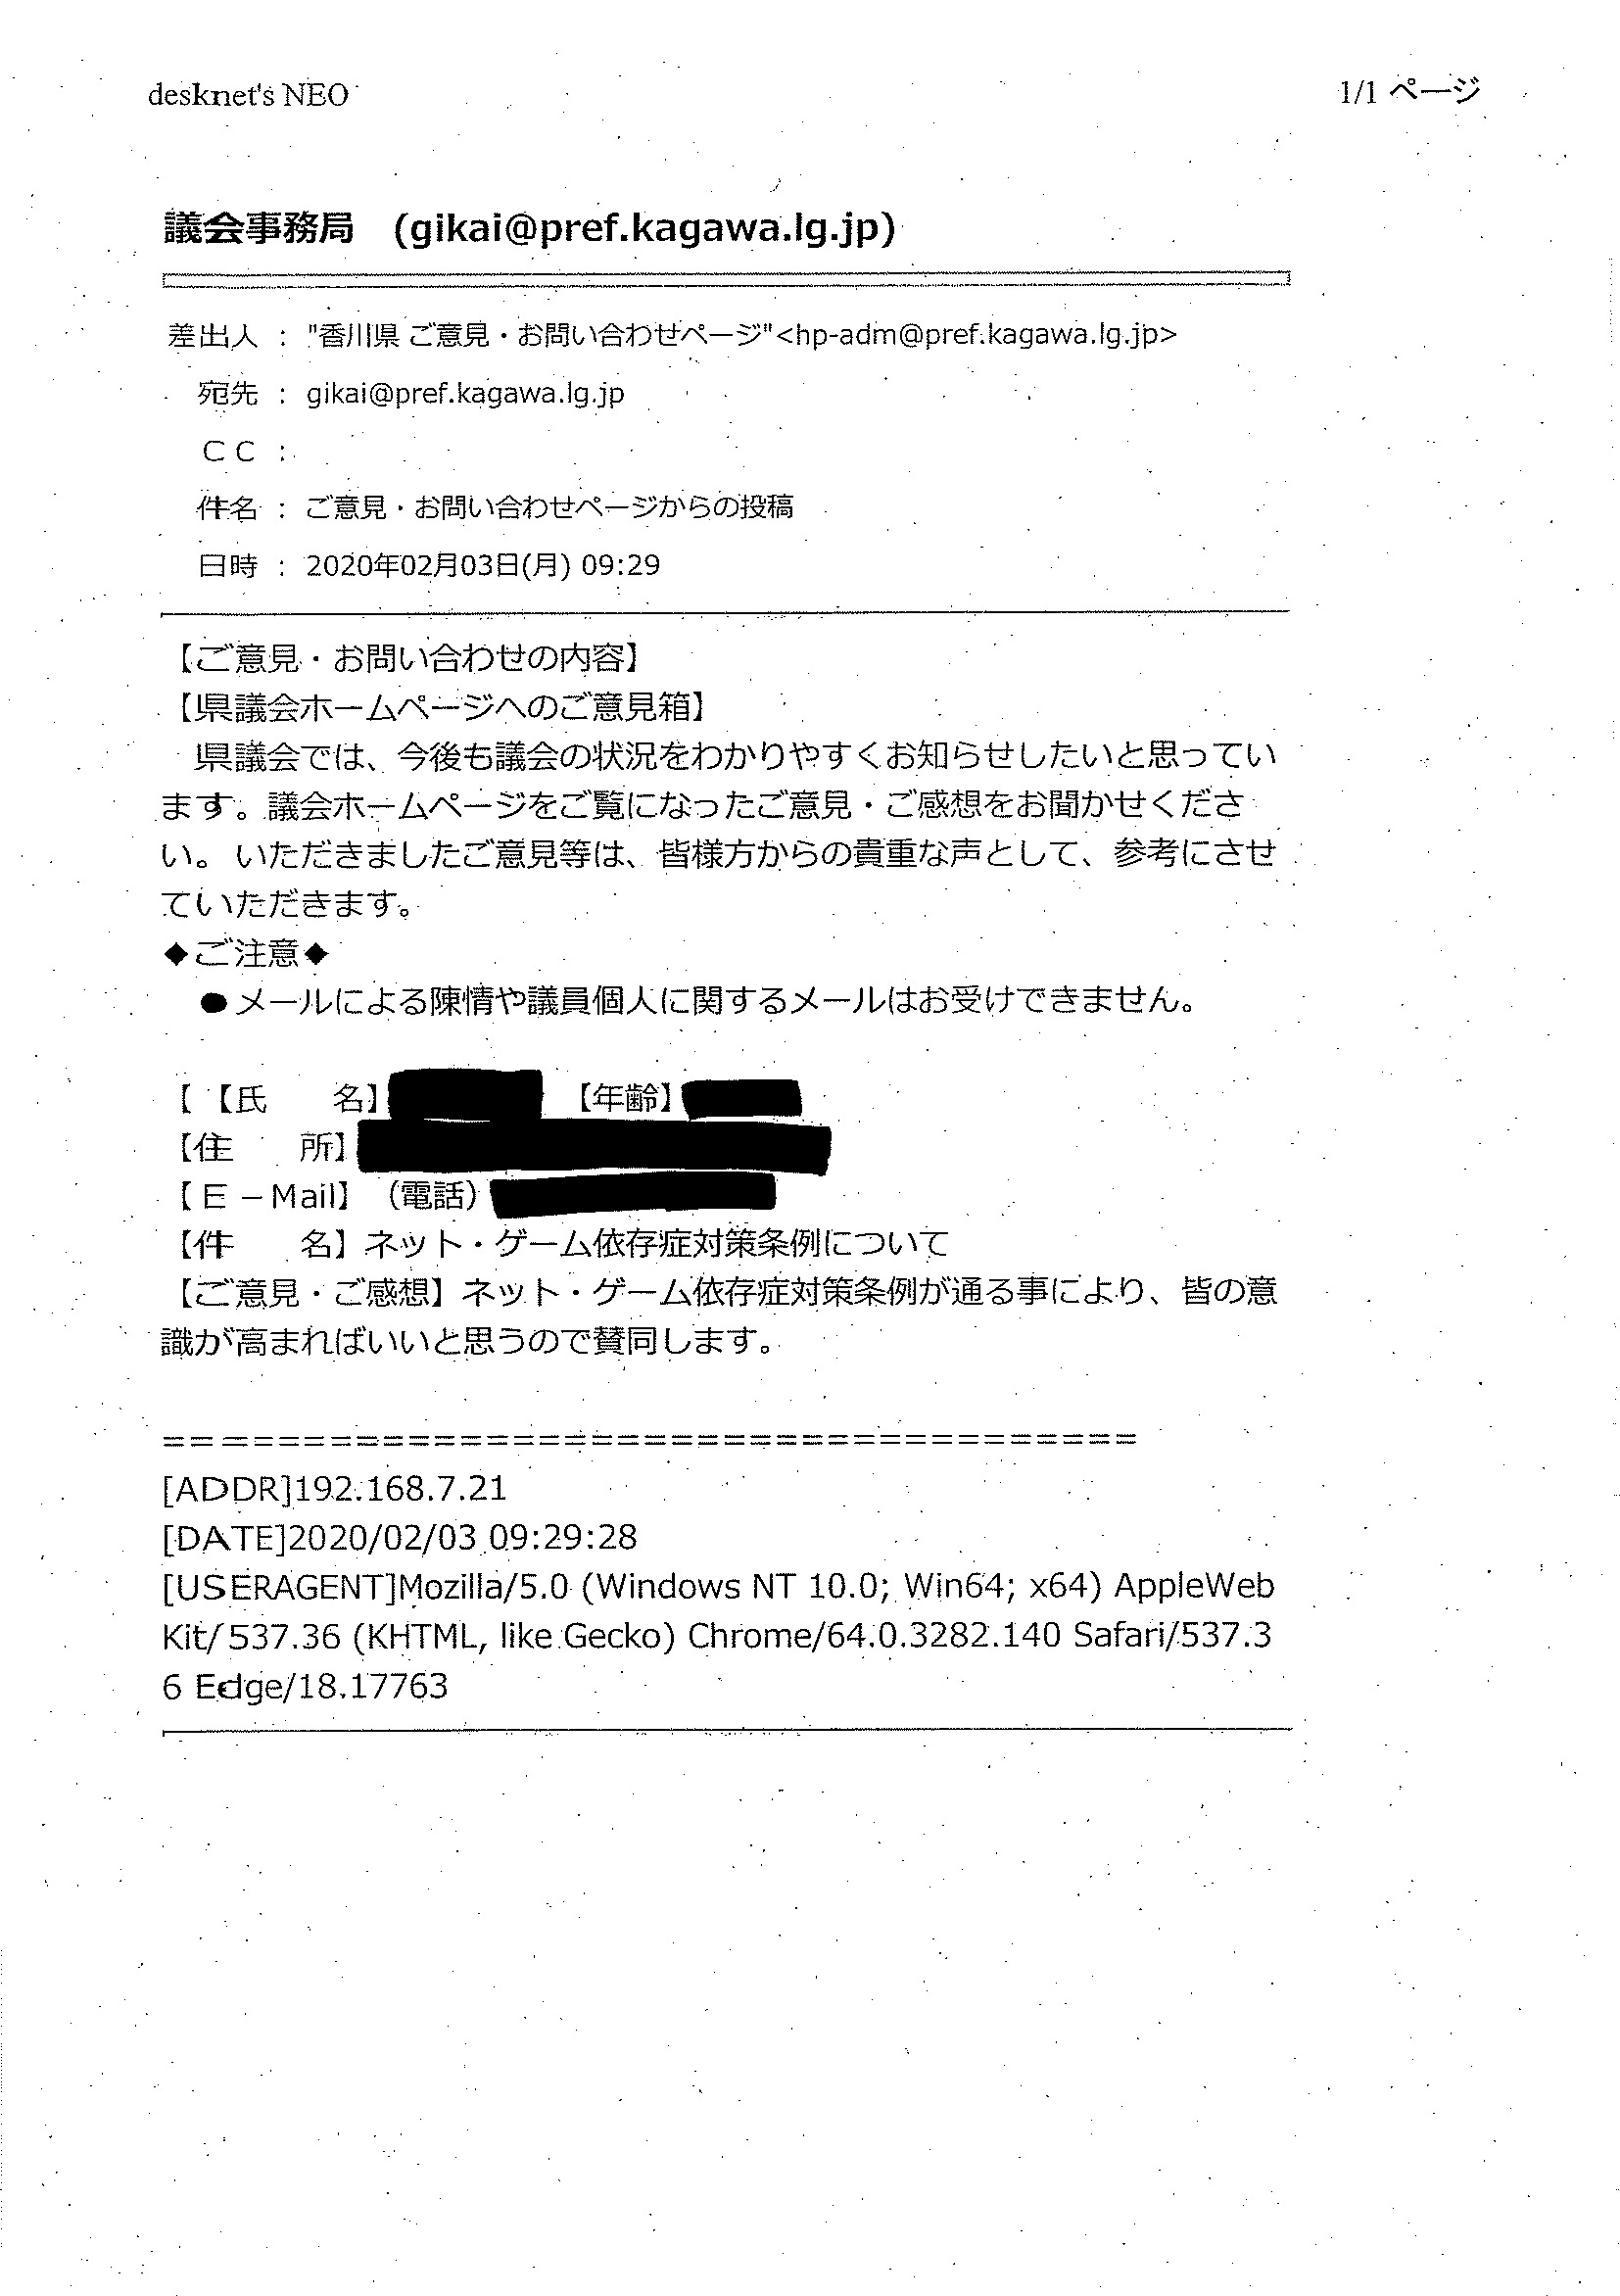 desknet's NEO
1/1 ページ
議会事務局　(gikai@pref.kagawa.lg.jp)
差出人 : "香川県 ご意見・お問い合わせページ"<hp-adm@pref.kagawa.lg.jp>
宛先 : gikai@pref.kagawa.lg.jp
ＣＣ :
件名 : ご意見・お問い合わせページからの投稿
日時 : 2020年02月03日(月) 09:29
【ご意見・お問い合わせの内容】
【県議会ホームページへのご意見箱】
　県議会では、今後も議会の状況をわかりやすくお知らせしたいと思ってい
ます。議会ホームページをご覧になったご意見・ご感想をお聞かせくださ
い。いただきましたご意見等は、皆様方からの貴重な声として、参考にさせ
ていただきます。
◆ご注意◆
　●メールによる陳情や議員個人に関するメールはお受けできません。
【【氏　　名】　【年齢】
【住　　所】
【Ｅ－Mail】（電話）
【件　　名】ネット・ゲーム依存症対策条例について
【ご意見・ご感想】ネット・ゲーム依存症対策条例が通る事により、皆の意
識が高まればいいと思うので賛同します。
======================================
[ADDR]192.168.7.21
[DATE]2020/02/03 09:29:28
[USERAGENT]Mozilla/5.0 (Windows NT 10.0; Win64; x64) AppleWeb
Kit/537.36 (KHTML, like Gecko) Chrome/64.0.3282.140 Safari/537.3
6 Edge/18.17763